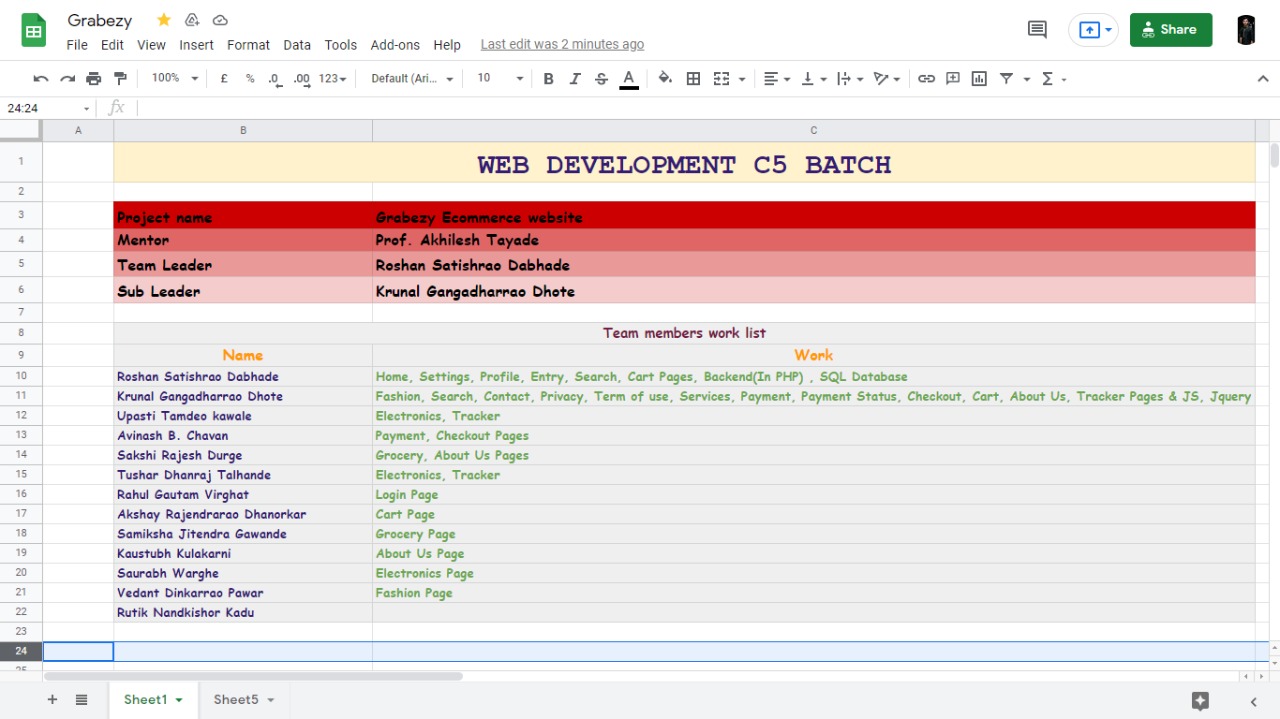 Grabezy
File Edit View Insert Format Data Tools Add-ons Help Last edit was 2 minutes ago
Share
100% £ % .0 .00 123 Default (Ari... 10 B I S A Σ
24:24 fx
A B C
1 WEB DEVELOPMENT C5 BATCH
2
3 Project name Grabezy Ecommerce website
4 Mentor Prof. Akhilesh Tayade
5 Team Leader Roshan Satishrao Dabhade
6 Sub Leader Krunal Gangadharrao Dhote
7
8 Team members work list
9 Name Work
10 Roshan Satishrao Dabhade Home, Settings, Profile, Entry, Search, Cart Pages, Backend(In PHP) , SQL Database
11 Krunal Gangadharrao Dhote Fashion, Search, Contact, Privacy, Term of use, Services, Payment, Payment Status, Checkout, Cart, About Us, Tracker Pages & JS, Jquery
12 Upasti Tamdeo kawale Electronics, Tracker
13 Avinash B. Chavan Payment, Checkout Pages
14 Sakshi Rajesh Durge Grocery, About Us Pages
15 Tushar Dhanraj Talhande Electronics, Tracker
16 Rahul Gautam Virghat Login Page
17 Akshay Rajendrarao Dhanorkar Cart Page
18 Samiksha Jitendra Gawande Grocery Page
19 Kaustubh Kulakarni About Us Page
20 Saurabh Warghe Electronics Page
21 Vedant Dinkarrao Pawar Fashion Page
22 Rutik Nandkishor Kadu
23
24
25
Sheet1 Sheet5